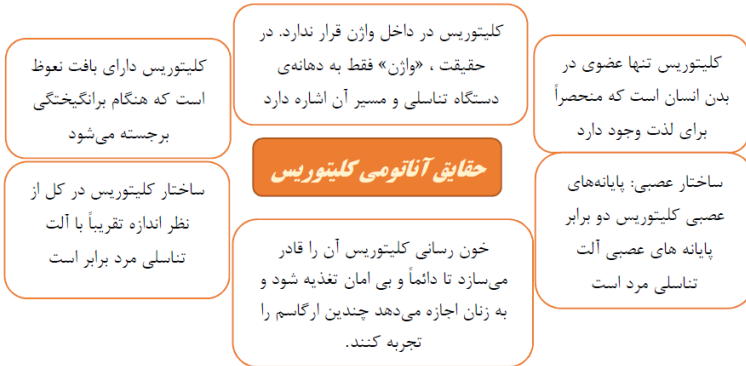 کلیتوریس در داخل واژن قرار ندارد. در
حقیقت ، «واژن» فقط به دهانه‌ی
دستگاه تناسلی و مسیر آن اشاره دارد
کلیتوریس تنها عضوی در
بدن انسان است که منحصراً
برای لذت وجود دارد
کلیتوریس دارای بافت نعوظ
است که هنگام برانگیختگی
برجسته می‌شود
حقایق آناتومی کلیتوریس
ساختار عصبی: پایانه‌های
عصبی کلیتوریس دو برابر
پایانه های عصبی آلت
تناسلی مرد است
ساختار کلیتوریس در کل از
نظر اندازه تقریباً با آلت
تناسلی مرد برابر است
خون رسانی کلیتوریس آن را قادر
می‌سازد تا دائماً و بی امان تغذیه شود و
به زنان اجازه می‌دهد چندین ارگاسم را
تجربه کنند.